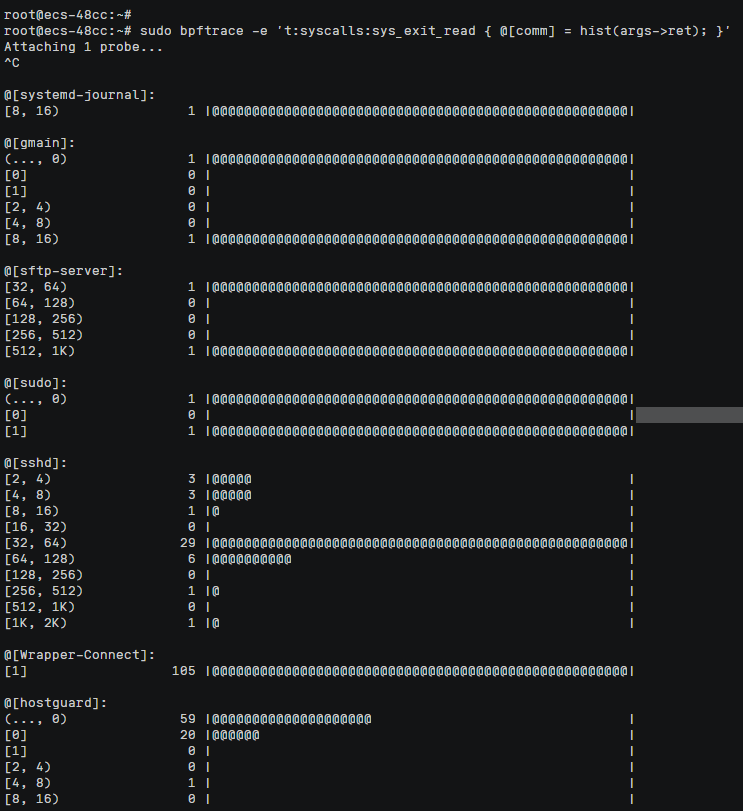 root@ecs-48cc:~#
root@ecs-48cc:~# sudo bpftrace -e 't:syscalls:sys_exit_read { @[comm] = hist(args->ret); }'
Attaching 1 probe...
^C
@[systemd-journal]:
[8, 16)                1 |@@@@@@@@@@@@@@@@@@@@@@@@@@@@@@@@@@@@@@@@@@@@@@@@@@@@|
@[gmain]:
(..., 0)               1 |@@@@@@@@@@@@@@@@@@@@@@@@@@@@@@@@@@@@@@@@@@@@@@@@@@@@|
[0]                    0 |                                                    |
[1]                    0 |                                                    |
[2, 4)                 0 |                                                    |
[4, 8)                 0 |                                                    |
[8, 16)                1 |@@@@@@@@@@@@@@@@@@@@@@@@@@@@@@@@@@@@@@@@@@@@@@@@@@@@|
@[sftp-server]:
[32, 64)               1 |@@@@@@@@@@@@@@@@@@@@@@@@@@@@@@@@@@@@@@@@@@@@@@@@@@@@|
[64, 128)              0 |                                                    |
[128, 256)             0 |                                                    |
[256, 512)             0 |                                                    |
[512, 1K)              1 |@@@@@@@@@@@@@@@@@@@@@@@@@@@@@@@@@@@@@@@@@@@@@@@@@@@@|
@[sudo]:
(..., 0)               1 |@@@@@@@@@@@@@@@@@@@@@@@@@@@@@@@@@@@@@@@@@@@@@@@@@@@@|
[0]                    0 |                                                    |
[1]                    1 |@@@@@@@@@@@@@@@@@@@@@@@@@@@@@@@@@@@@@@@@@@@@@@@@@@@@|
@[sshd]:
[2, 4)                 3 |@@@@@                                               |
[4, 8)                 3 |@@@@@                                               |
[8, 16)                1 |@                                                   |
[16, 32)               0 |                                                    |
[32, 64)              29 |@@@@@@@@@@@@@@@@@@@@@@@@@@@@@@@@@@@@@@@@@@@@@@@@@@@@|
[64, 128)              6 |@@@@@@@@@@                                          |
[128, 256)             0 |                                                    |
[256, 512)             1 |@                                                   |
[512, 1K)              0 |                                                    |
[1K, 2K)               1 |@                                                   |
@[Wrapper-Connect]:
[1]                  105 |@@@@@@@@@@@@@@@@@@@@@@@@@@@@@@@@@@@@@@@@@@@@@@@@@@@@|
@[hostguard]:
(..., 0)              59 |@@@@@@@@@@@@@@@@@@@@                                |
[0]                   20 |@@@@@@                                              |
[1]                    0 |                                                    |
[2, 4)                 0 |                                                    |
[4, 8)                 1 |                                                    |
[8, 16)                0 |                                                    |